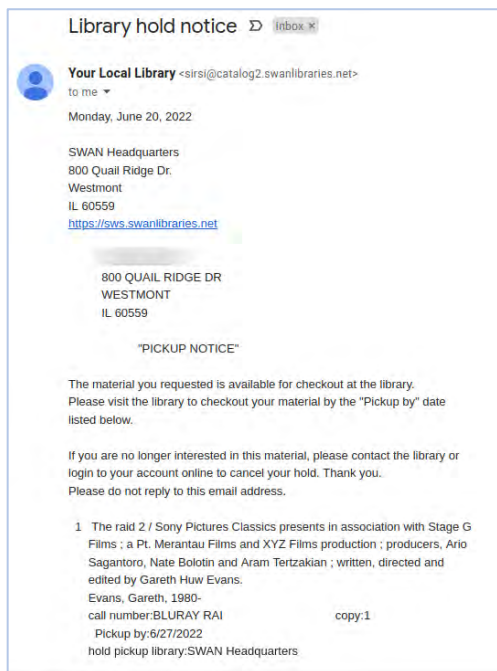 Library hold notice Inbox ×
Your Local Library <sirsi@catalog2.swanlibraries.net>
to me
Monday, June 20, 2022
SWAN Headquarters
800 Quail Ridge Dr.
Westmont
IL 60559
https://sws.swanlibraries.net
800 QUAIL RIDGE DR
WESTMONT
IL 60559
"PICKUP NOTICE"
The material you requested is available for checkout at the library.
Please visit the library to checkout your material by the "Pickup by" date
listed below.
If you are no longer interested in this material, please contact the library or
login to your account online to cancel your hold. Thank you.
Please do not reply to this email address.
1 The raid 2 / Sony Pictures Classics presents in association with Stage G
Films ; a Pt. Merantau Films and XYZ Films production ; producers, Ario
Sagantoro, Nate Bolotin and Aram Tertzakian ; written, directed and
edited by Gareth Huw Evans.
Evans, Gareth, 1980-
call number:BLURAY RAI copy:1
Pickup by:6/27/2022
hold pickup library:SWAN Headquarters